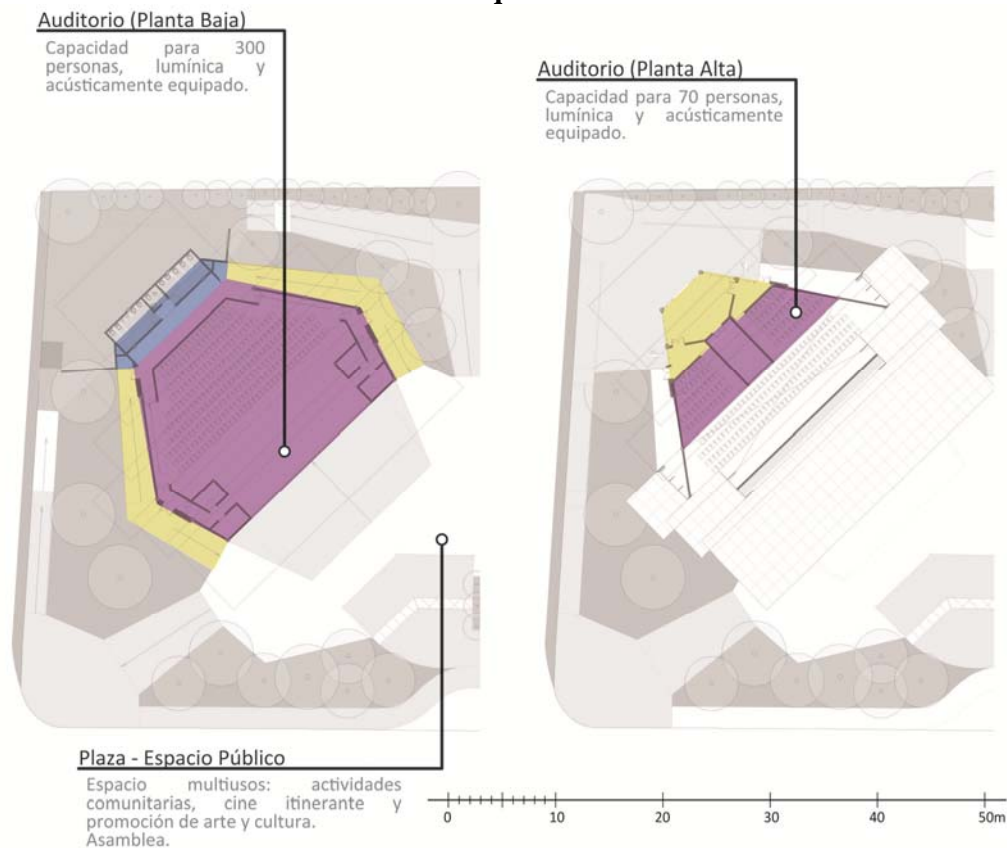 Auditorio (Planta Baja)
Capacidad para 300
personas, lumínica y
acústicamente equipado.
Auditorio (Planta Alta)
Capacidad para 70 personas,
lumínica y acústicamente
equipado.
Plaza - Espacio Público
Espacio multiusos: actividades
comunitarias, cine itinerante y
promoción de arte y cultura.
Asamblea.
0 10 20 30 40 50m